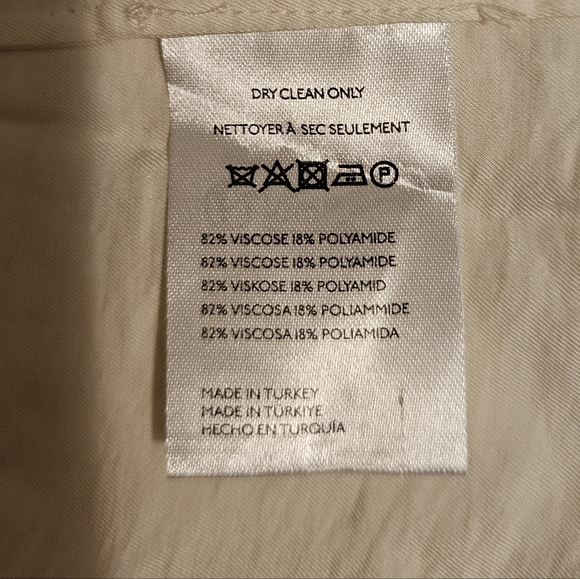 DRY CLEAN ONLY
NETTOYER À SEC SEULEMENT
P
82% VISCOSE 18% POLYAMIDE
82% VISCOSE 18% POLYAMIDE
82% VISKOSE 18% POLYAMID
82% VISCOSA 18% POLIAMMIDE
82% VISCOSA 18% POLIAMIDA
MADE IN TURKEY
MADE IN TÜRKIYE
HECHO EN TURQUÍA